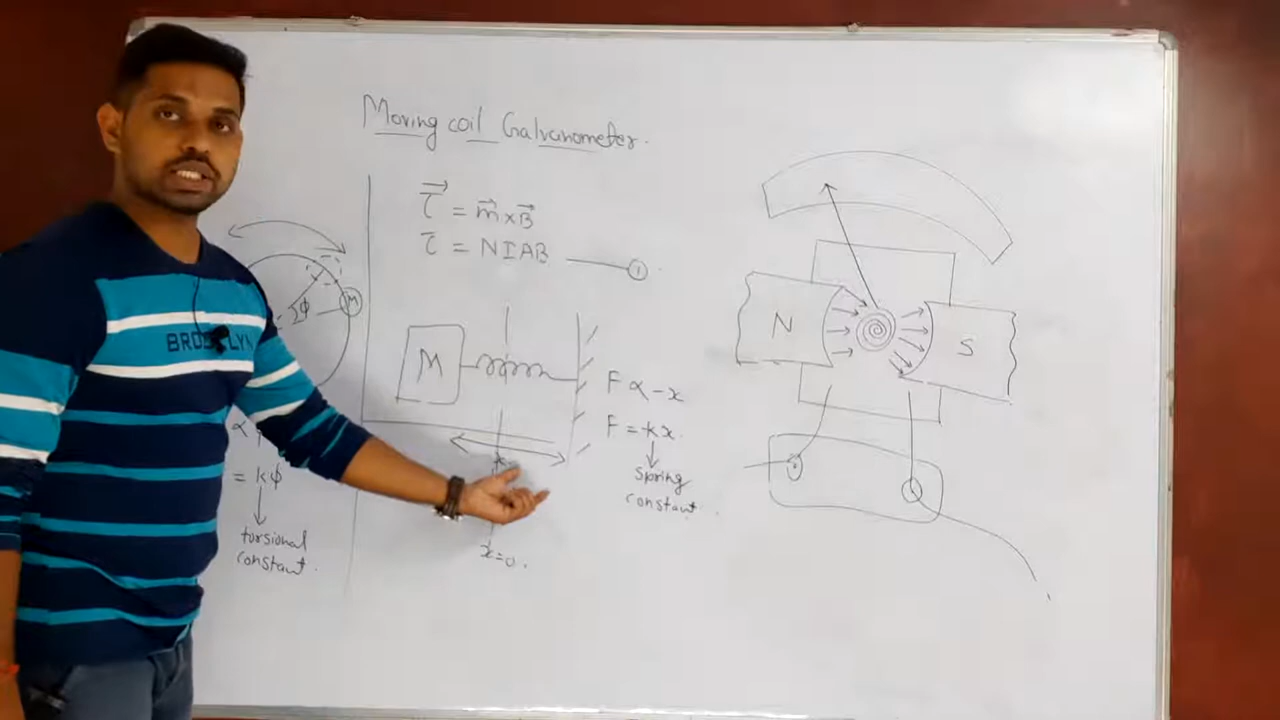 Moving coil Galvanometer.
τ⃗ = m⃗ x B⃗
τ = NIAB ①
M
ϕ
M
F ∝ -x
F = kx.
spring
constant.
x=0.
= kϕ
torsional
constant.
N
S
BROOKLYN